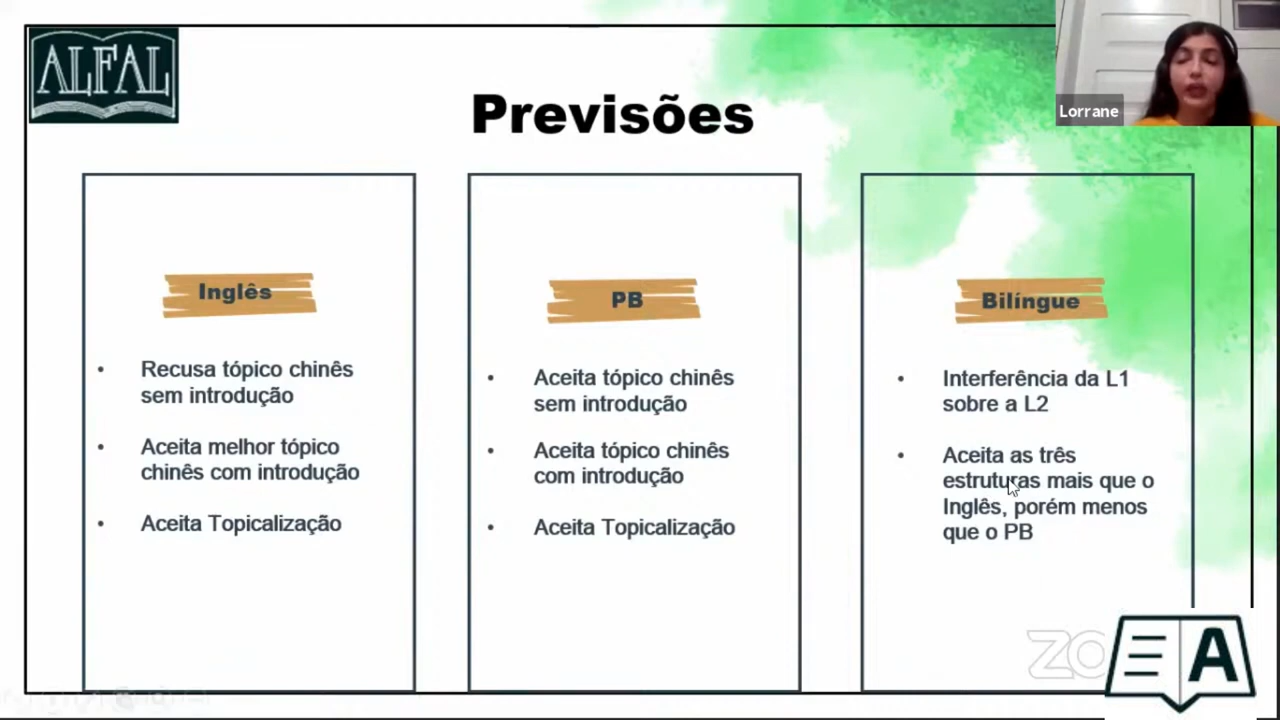 ALFAL
Previsões
Lorrane
Inglês
Recusa tópico chinês
sem introdução
Aceita melhor tópico
chinês com introdução
Aceita Topicalização
PB
Aceita tópico chinês
sem introdução
Aceita tópico chinês
com introdução
Aceita Topicalização
Bilíngue
Interferência da L1
sobre a L2
Aceita as três
estruturas mais que o
Inglês, porém menos
que o PB
ZO
A